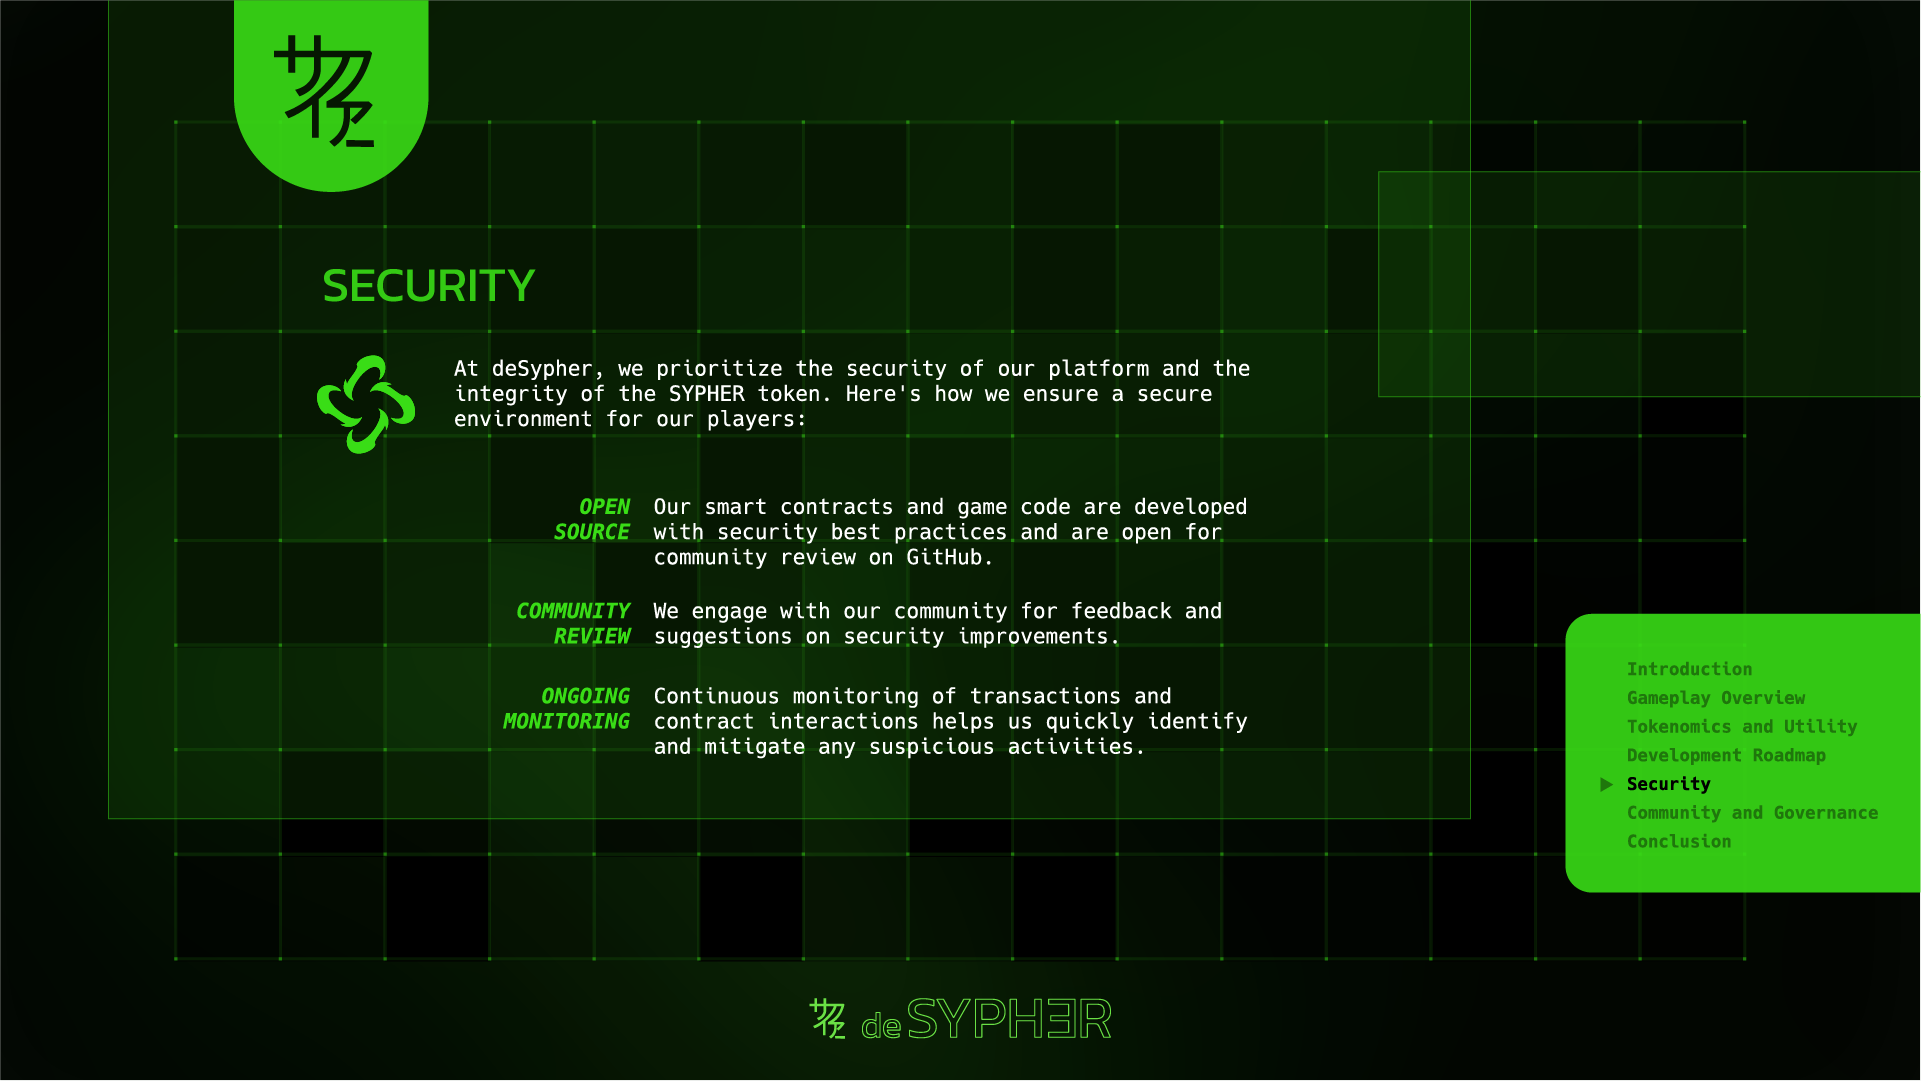 SECURITY
At deSypher, we prioritize the security of our platform and the
integrity of the SYPHER token. Here's how we ensure a secure
environment for our players:
OPEN
SOURCE
Our smart contracts and game code are developed
with security best practices and are open for
community review on GitHub.
COMMUNITY
REVIEW
We engage with our community for feedback and
suggestions on security improvements.
ONGOING
MONITORING
Continuous monitoring of transactions and
contract interactions helps us quickly identify
and mitigate any suspicious activities.
Introduction
Gameplay Overview
Tokenomics and Utility
Development Roadmap
▶ Security
Community and Governance
Conclusion
deSYPHƎR